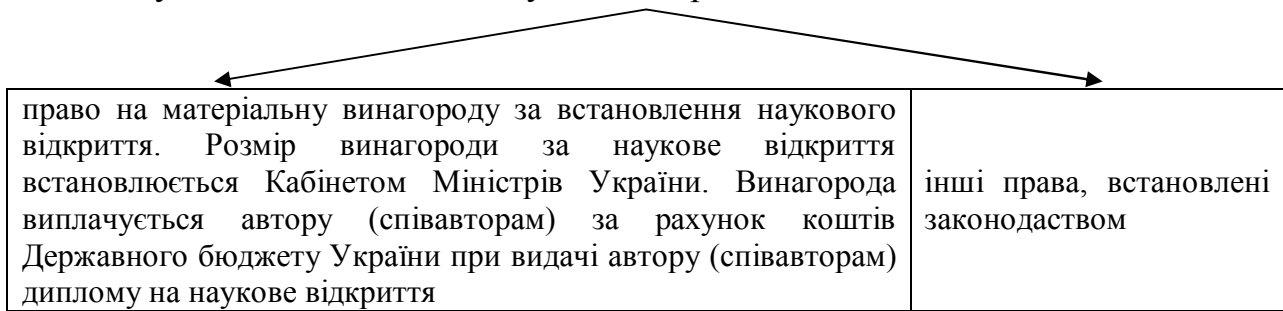 право на матеріальну винагороду за встановлення наукового
відкриття. Розмір винагороди за наукове відкриття
встановлюється Кабінетом Міністрів України. Винагорода
виплачується автору (співавторам) за рахунок коштів
Державного бюджету України при видачі автору (співавторам)
диплому на наукове відкриття
інші права, встановлені
законодаством